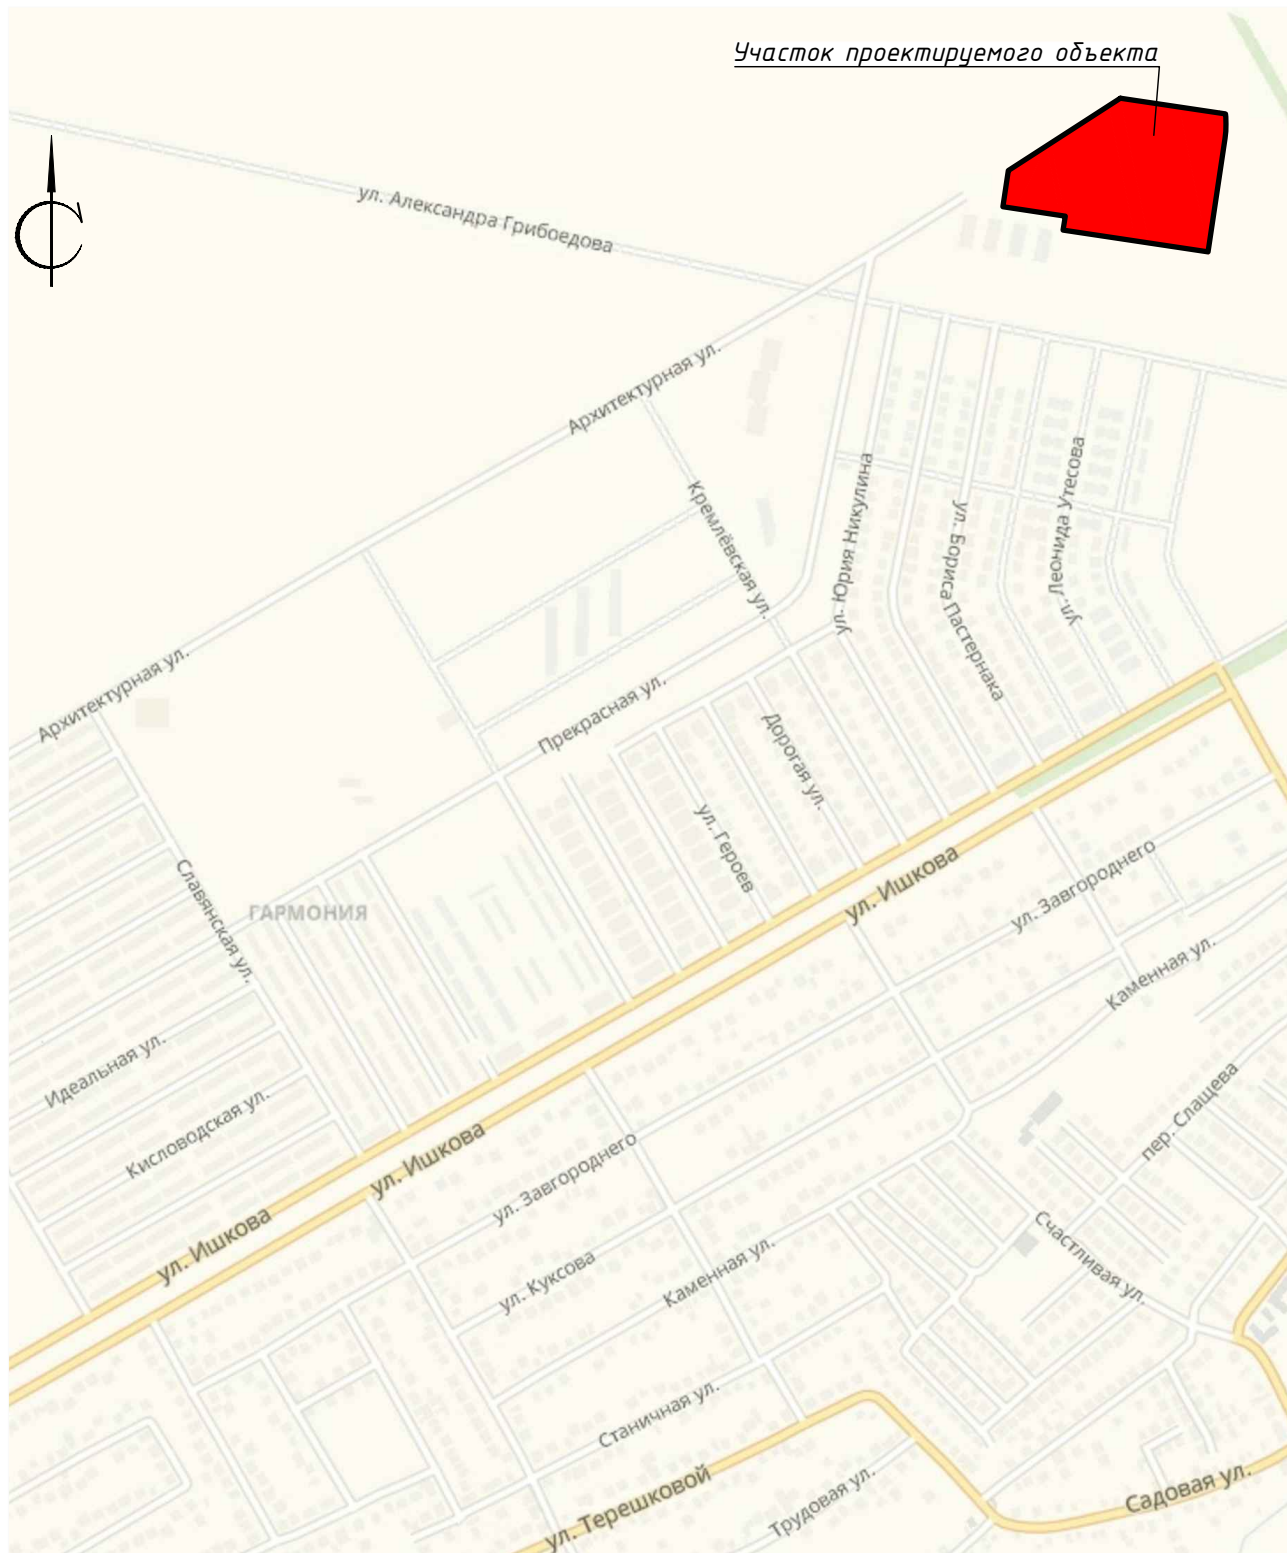 Участок проектируемого объекта
ул. Александра Грибоедова
Архитектурная ул.
Кремлёвская ул.
ул. Юрия Никулина
ул. Бориса Пастернака
ул. Леонида Утесова
Архитектурная ул.
Прекрасная ул.
Дорогая ул.
ул. Героев
ул. Ишкова
ул. Завгороднего
Славянская ул.
ГАРМОНИЯ
Каменная ул.
Идеальная ул.
Кисловодская ул.
пер. Слащева
ул. Ишкова
ул. Завгороднего
ул. Ишкова
ул. Куксова
Каменная ул.
Счастливая ул.
Станичная ул.
ул. Терешковой
Трудовая ул.
Садовая ул.